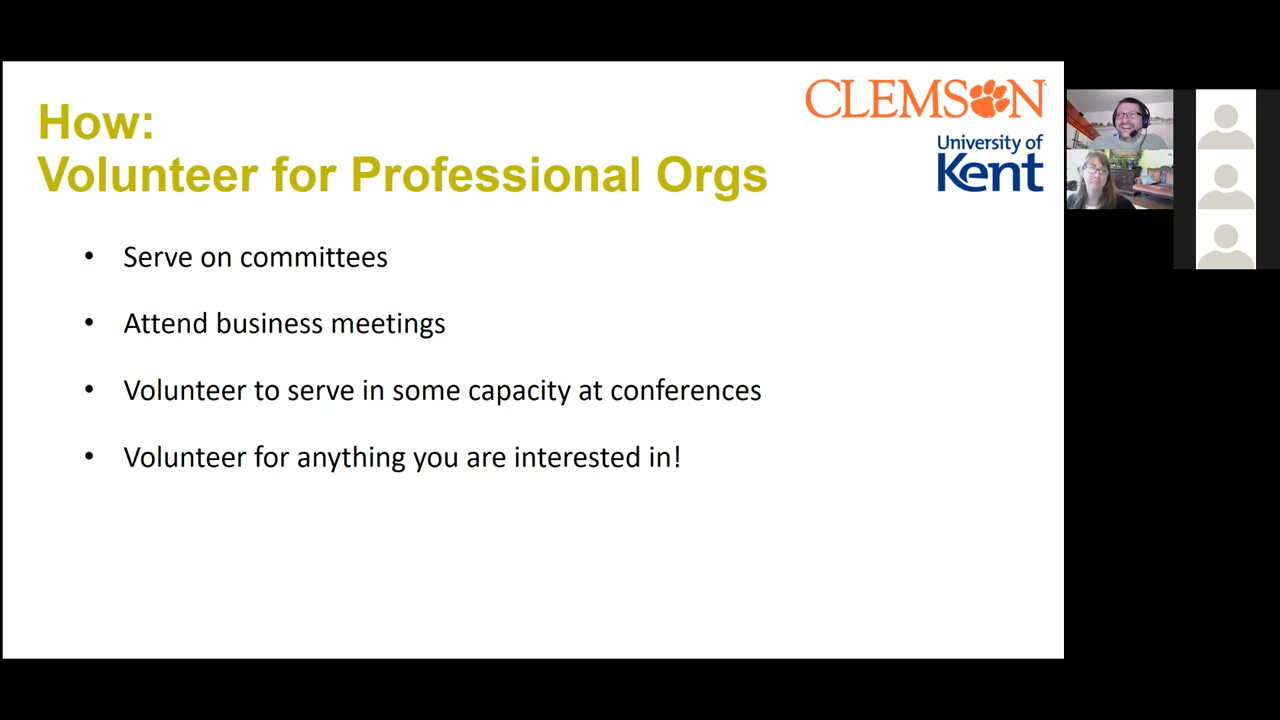 How:
Volunteer for Professional Orgs
CLEMSON
University of
Kent
• Serve on committees
• Attend business meetings
• Volunteer to serve in some capacity at conferences
• Volunteer for anything you are interested in!